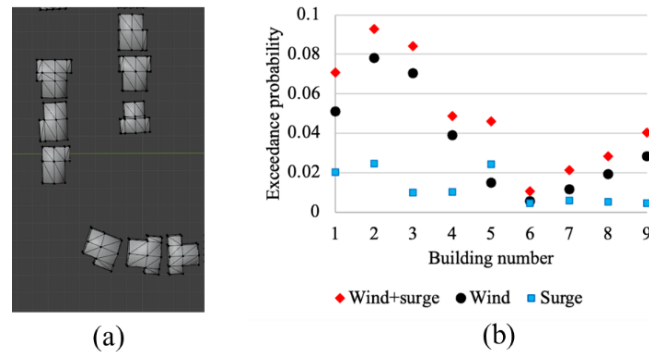 0.1
0.08
0.06
0.04
0.02
0
Exceedance probability
1 2 3 4 5 6 7 8 9
Building number
Wind+surge Wind Surge
(a) (b)